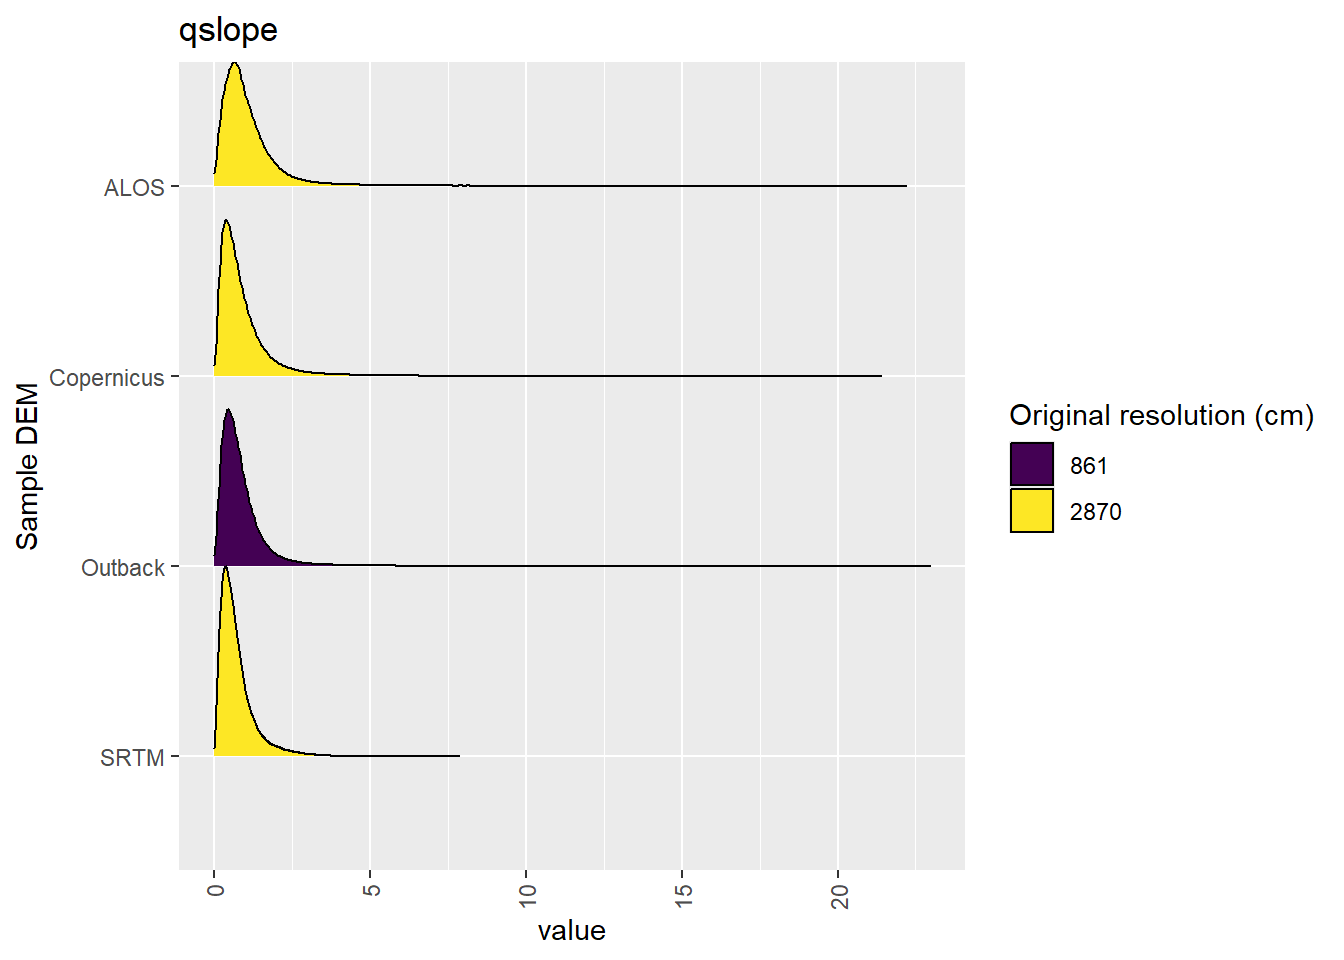 qslope
ALOS
Copernicus
Outback
SRTM
Sample DEM
0
5
10
15
20
value
Original resolution (cm)
861
2870